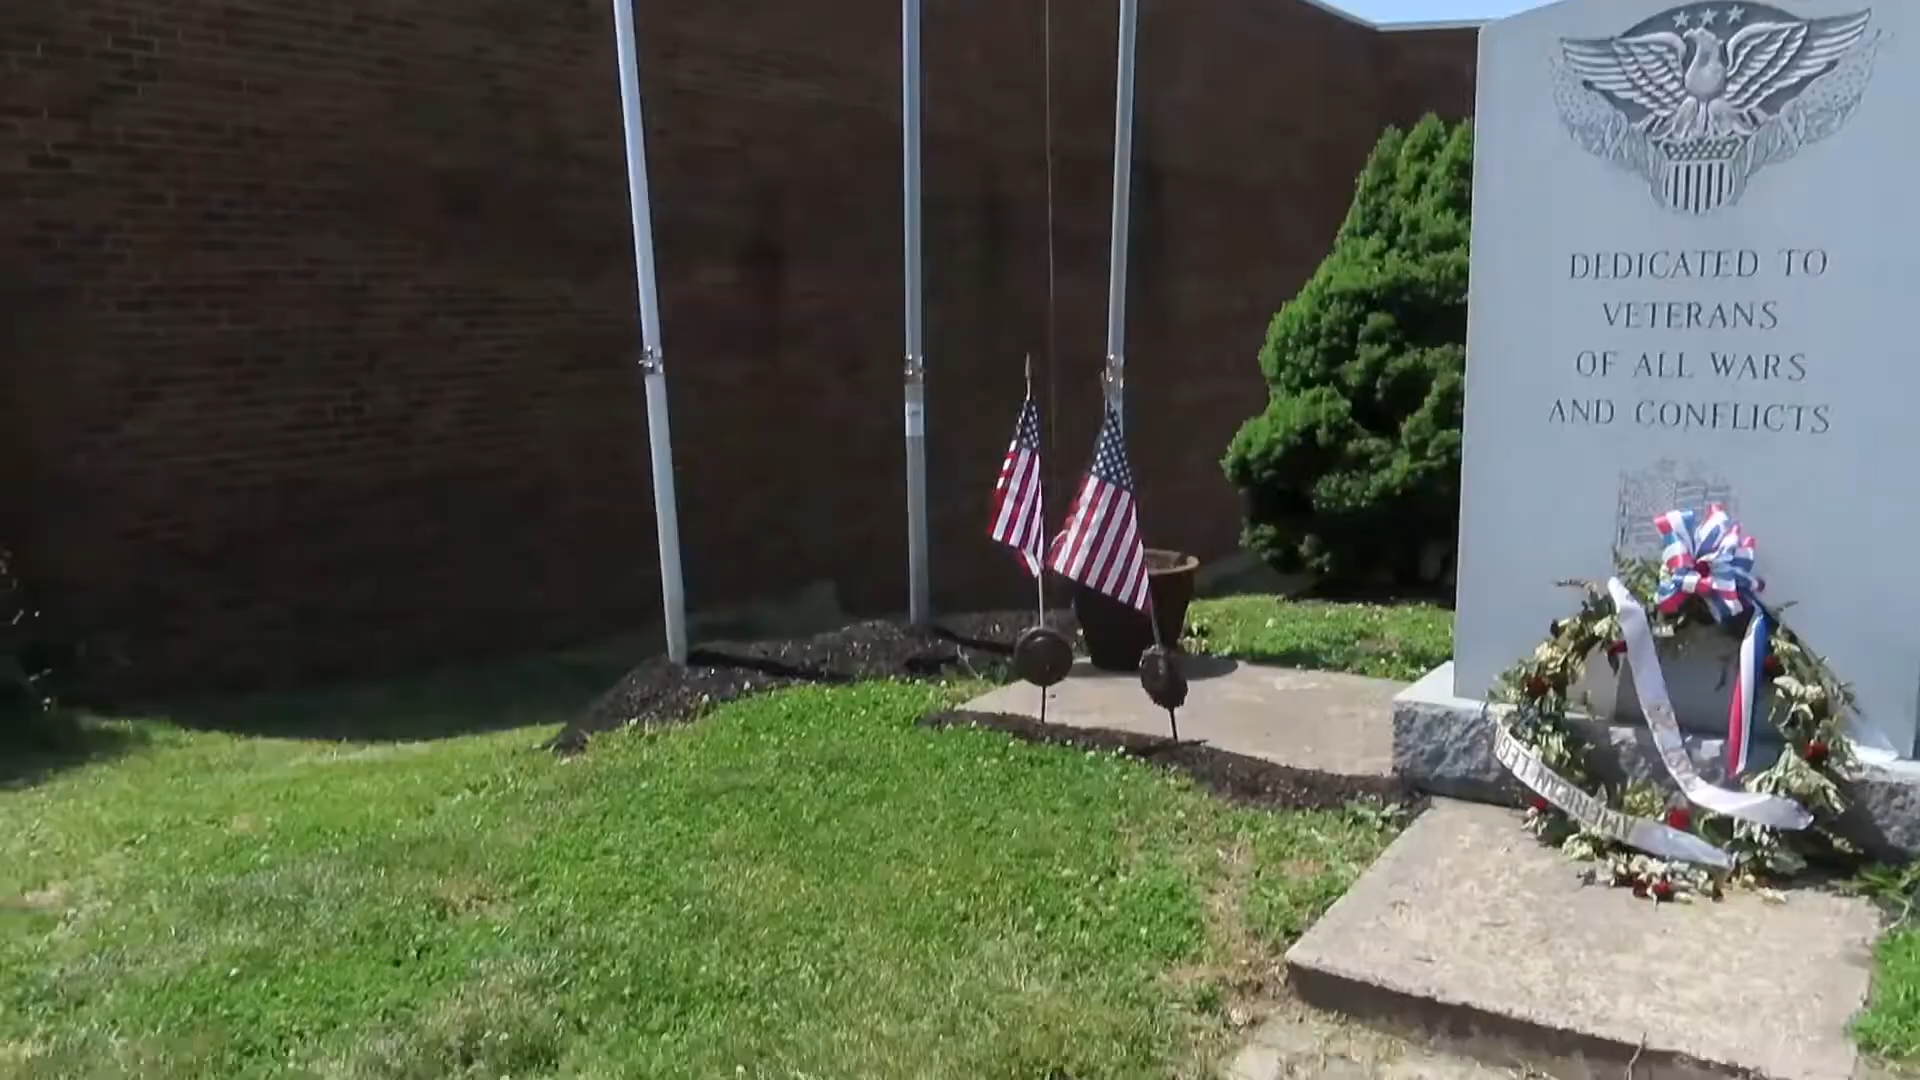 DEDICATED TO
VETERANS
OF ALL WARS
AND CONFLICTS